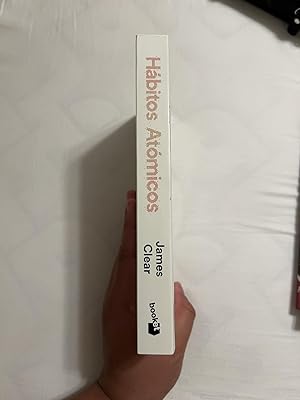 Hábitos Atómicos
James
Clear
booket